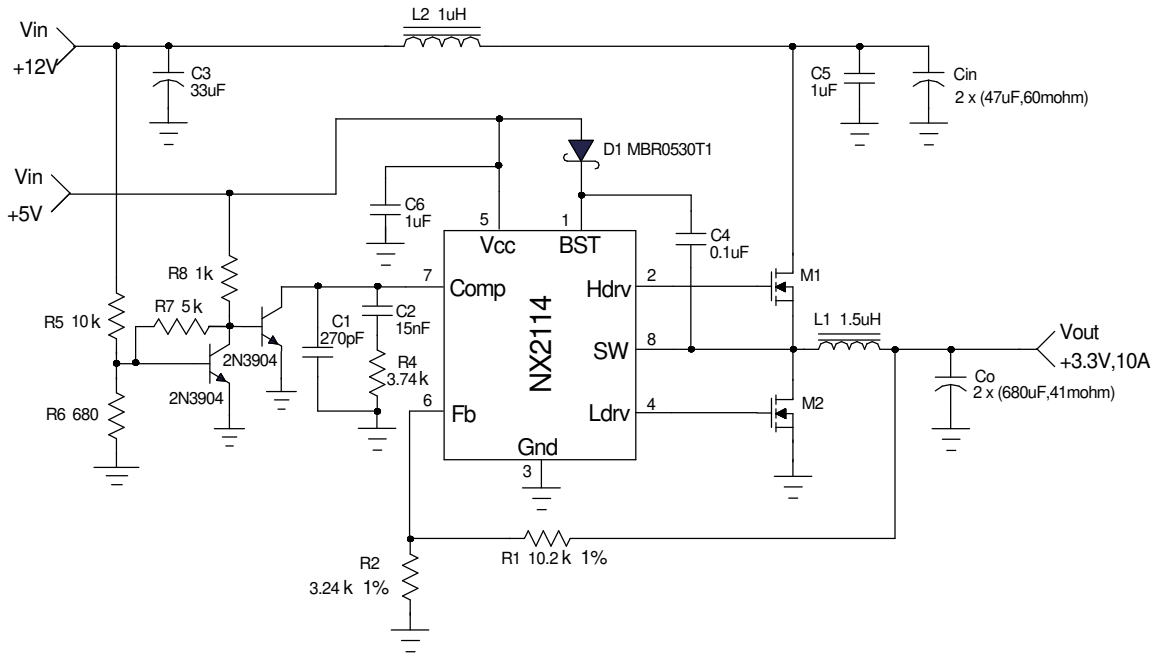 L2 1uH
Vin
+12V
C3
33uF
C5
1uF
Cin
2 x (47uF,60mohm)
D1 MBR0530T1
Vin
+5V
C6
1uF
5
1
Vcc
BST
C4
0.1uF
R8 1k
7
Comp
2
Hdrv
M1
R5 10k
R7 5k
C1
270pF
C2
15nF
L1 1.5uH
Vout
+3.3V,10A
NX2114
SW
8
2N3904
R4
3.74k
Co
2 x (680uF,41mohm)
2N3904
R6 680
6
Fb
Ldrv
4
M2
Gnd
3
R1 10.2k 1%
R2
3.24k 1%